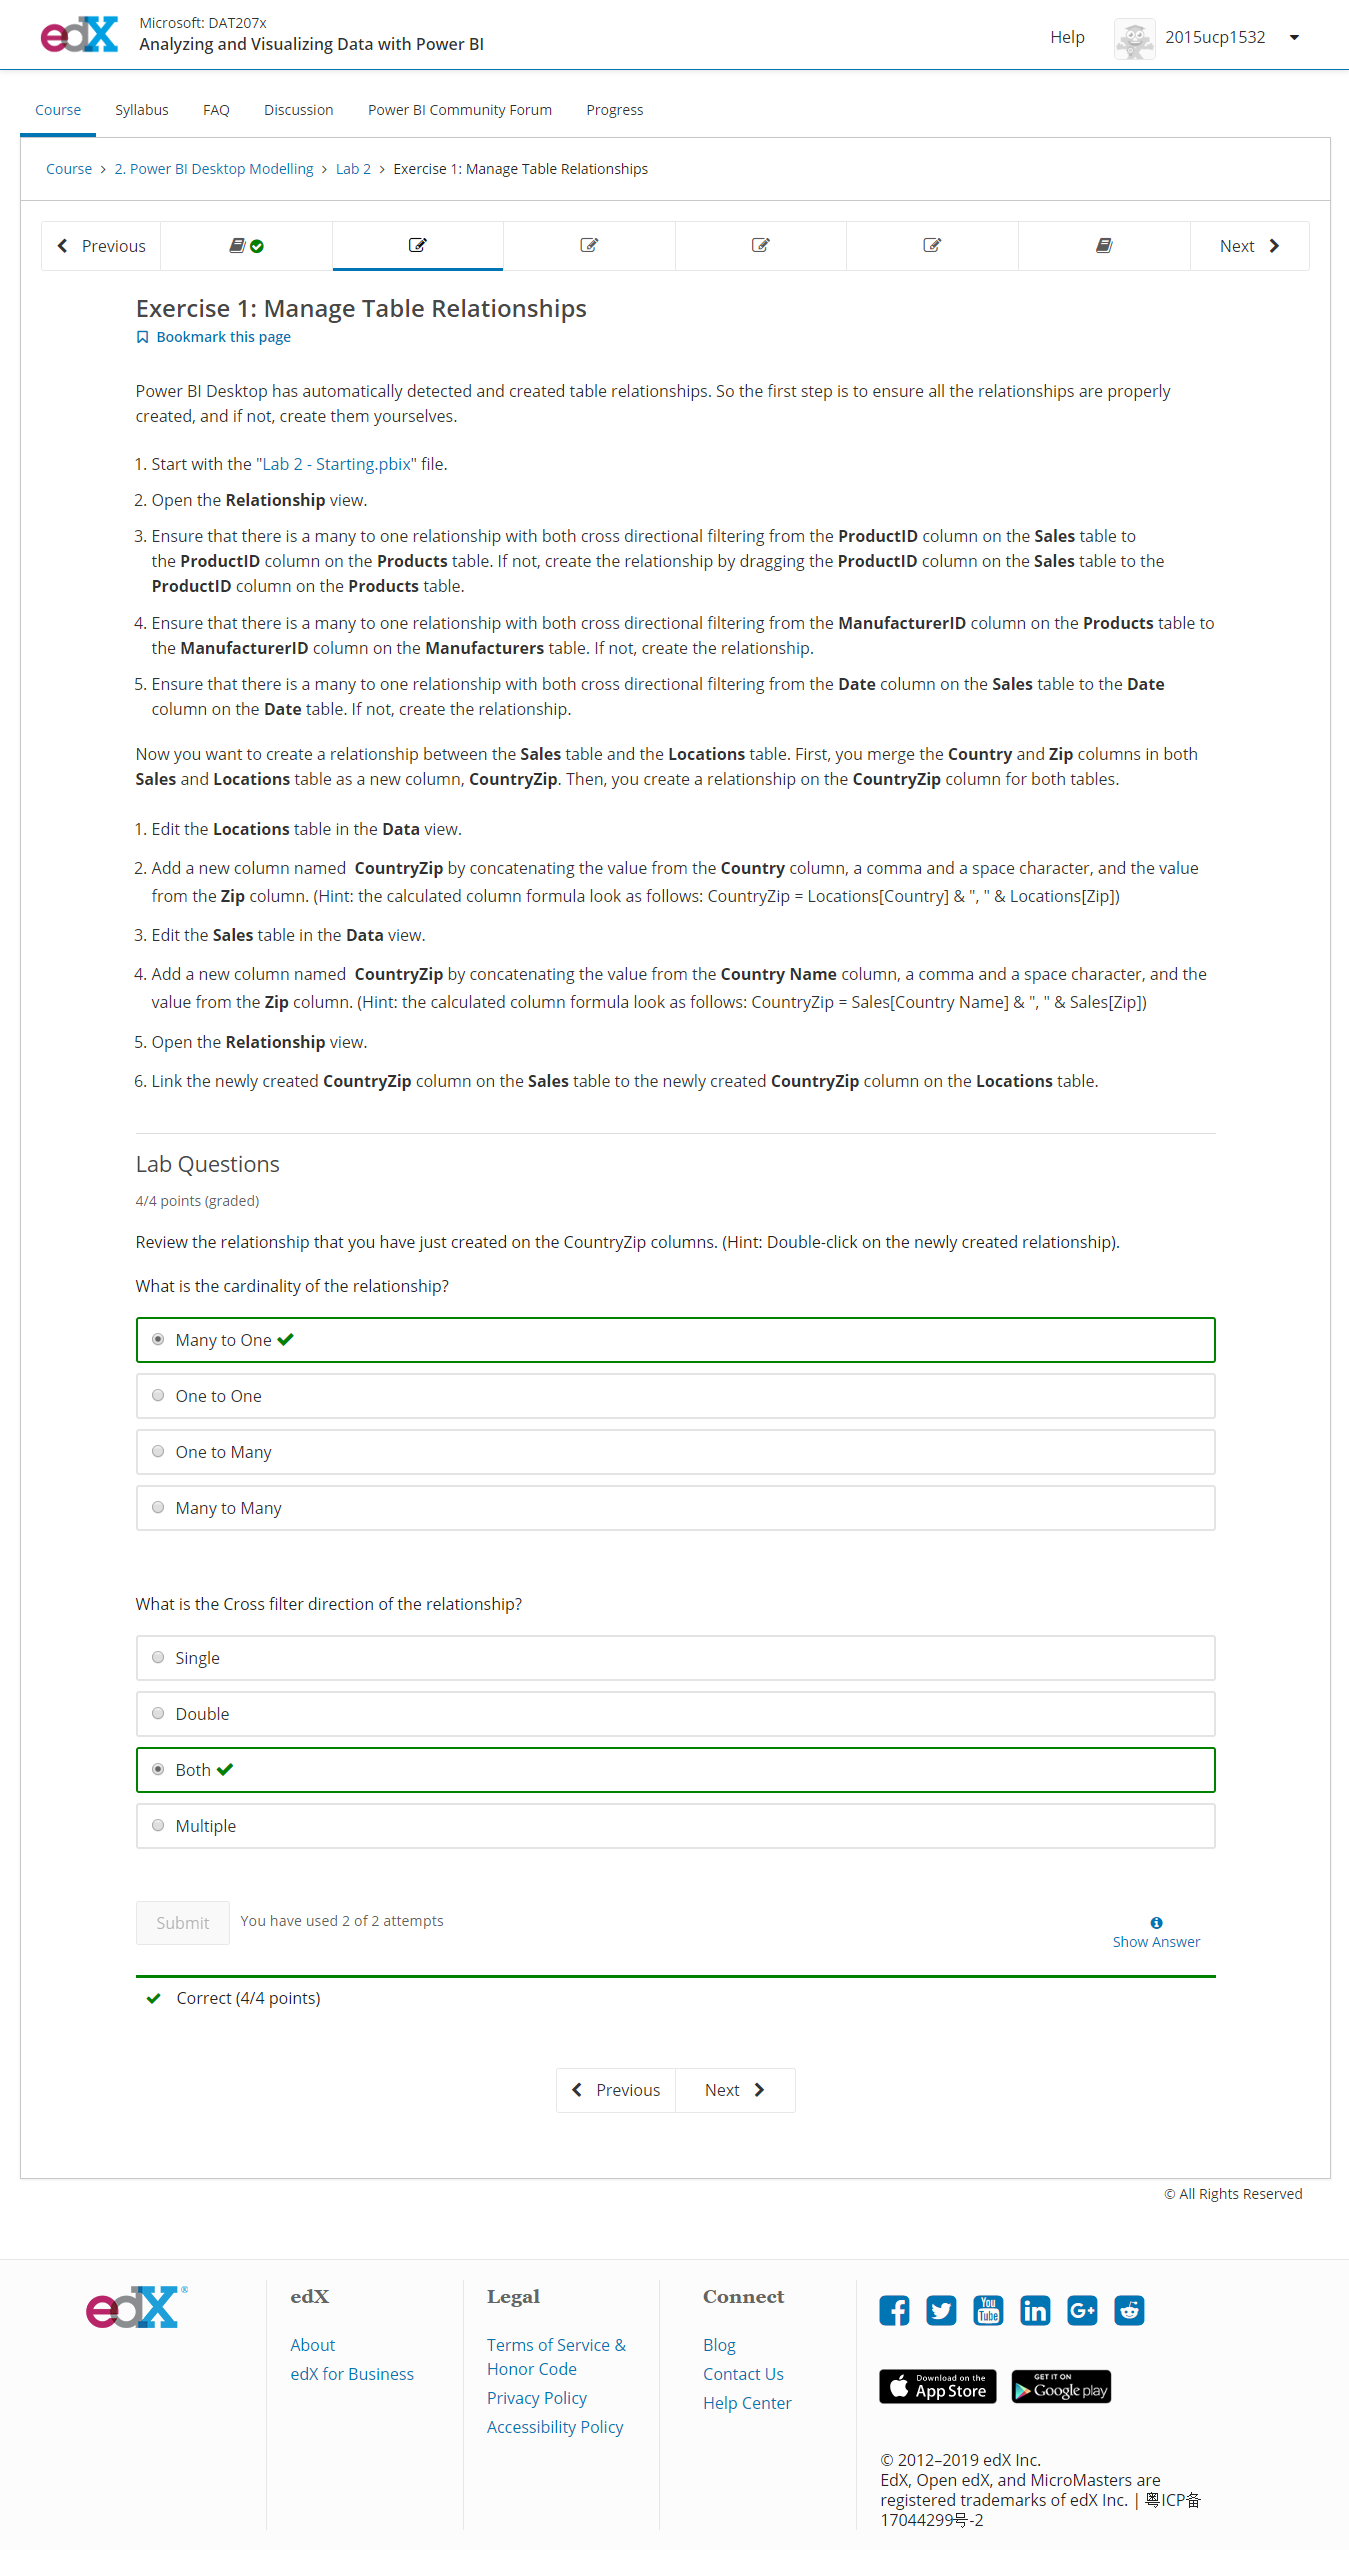 edX
Microsoft: DAT207x
Analyzing and Visualizing Data with Power BI
Help
2015ucp1532
Course
Syllabus
FAQ
Discussion
Power BI Community Forum
Progress
Course > 2. Power BI Desktop Modelling > Lab 2 > Exercise 1: Manage Table Relationships
Previous
Next
Exercise 1: Manage Table Relationships
Bookmark this page
Power BI Desktop has automatically detected and created table relationships. So the first step is to ensure all the relationships are properly
created, and if not, create them yourselves.
1. Start with the "Lab 2 - Starting.pbix" file.
2. Open the Relationship view.
3. Ensure that there is a many to one relationship with both cross directional filtering from the ProductID column on the Sales table to
the ProductID column on the Products table. If not, create the relationship by dragging the ProductID column on the Sales table to the
ProductID column on the Products table.
4. Ensure that there is a many to one relationship with both cross directional filtering from the ManufacturerID column on the Products table to
the ManufacturerID column on the Manufacturers table. If not, create the relationship.
5. Ensure that there is a many to one relationship with both cross directional filtering from the Date column on the Sales table to the Date
column on the Date table. If not, create the relationship.
Now you want to create a relationship between the Sales table and the Locations table. First, you merge the Country and Zip columns in both
Sales and Locations table as a new column, CountryZip. Then, you create a relationship on the CountryZip column for both tables.
1. Edit the Locations table in the Data view.
2. Add a new column named CountryZip by concatenating the value from the Country column, a comma and a space character, and the value
from the Zip column. (Hint: the calculated column formula look as follows: CountryZip = Locations[Country] & ", " & Locations[Zip])
3. Edit the Sales table in the Data view.
4. Add a new column named CountryZip by concatenating the value from the Country Name column, a comma and a space character, and the
value from the Zip column. (Hint: the calculated column formula look as follows: CountryZip = Sales[Country Name] & ", " & Sales[Zip])
5. Open the Relationship view.
6. Link the newly created CountryZip column on the Sales table to the newly created CountryZip column on the Locations table.
Lab Questions
4/4 points (graded)
Review the relationship that you have just created on the CountryZip columns. (Hint: Double-click on the newly created relationship).
What is the cardinality of the relationship?
Many to One
One to One
One to Many
Many to Many
What is the Cross filter direction of the relationship?
Single
Double
Both
Multiple
Submit
You have used 2 of 2 attempts
Show Answer
Correct (4/4 points)
Previous
Next
© All Rights Reserved
edX®
edX
About
edX for Business
Legal
Terms of Service &
Honor Code
Privacy Policy
Accessibility Policy
Connect
Blog
Contact Us
Help Center
You
Tube
in
G+
Download on the
App Store
GET IT ON
Google play
© 2012–2019 edX Inc.
EdX, Open edX, and MicroMasters are
registered trademarks of edX Inc. | 粤ICP备
17044299号-2